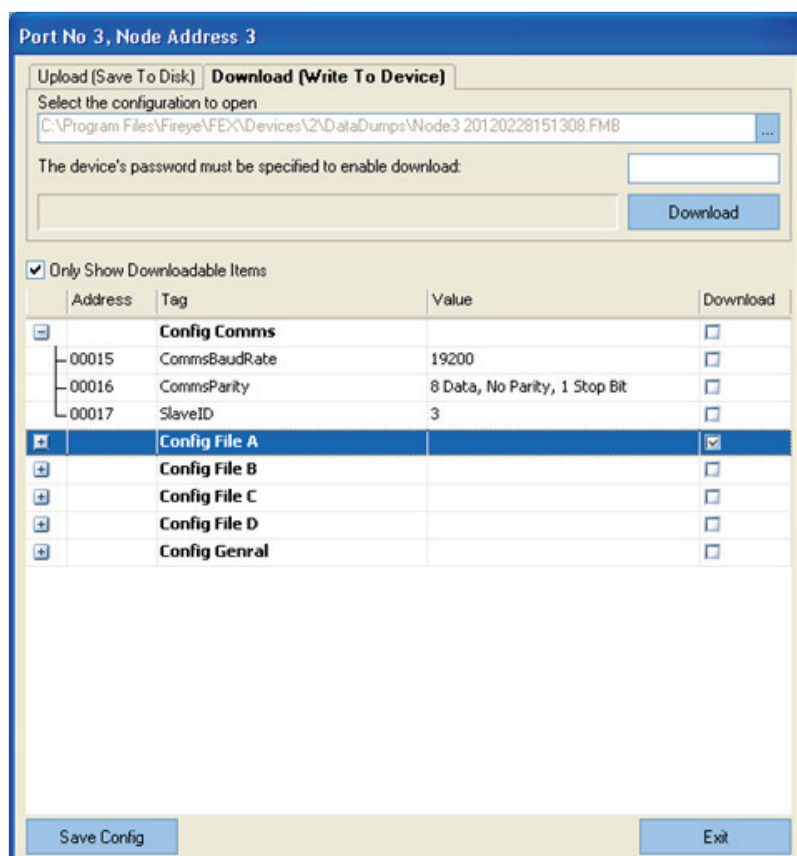 Port No 3, Node Address 3
Upload (Save To Disk) Download (Write To Device)
Select the configuration to open
C:\Program Files\Fireye\FEX\Devices\2\DataDumps\Node3 20120228151308.FMB ...
The device's password must be specified to enable download:
Download
Only Show Downloadable Items
Address Tag Value Download
Config Comms
00015 CommsBaudRate 19200
00016 CommsParity 8 Data, No Parity, 1 Stop Bit
00017 SlaveID 3
Config File A
Config File B
Config File C
Config File D
Config Genral
Save Config Exit